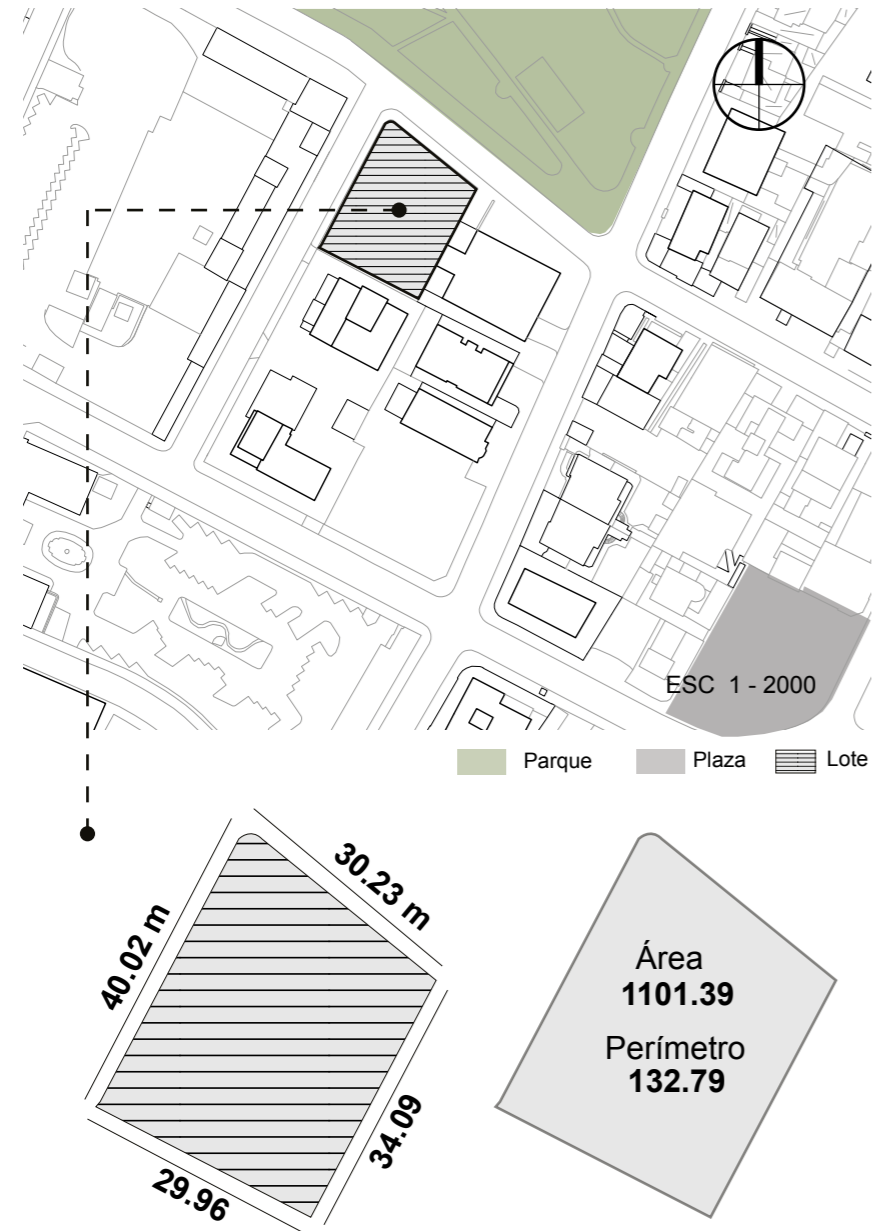 ESC 1 - 2000
Parque
Plaza
Lote
30.23 m
40.02 m
34.09
29.96
Área
1101.39
Perímetro
132.79